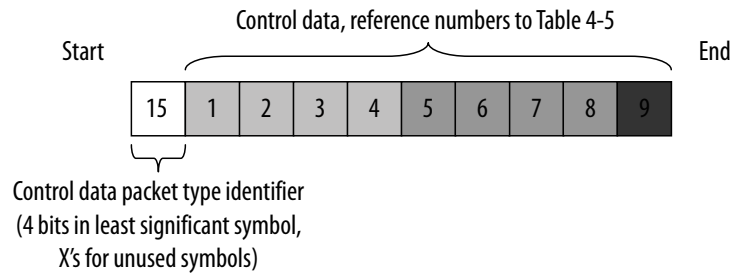 Control data, reference numbers to Table 4-5
Start End
15 1 2 3 4 5 6 7 8 9
Control data packet type identifier
(4 bits in least significant symbol,
X's for unused symbols)